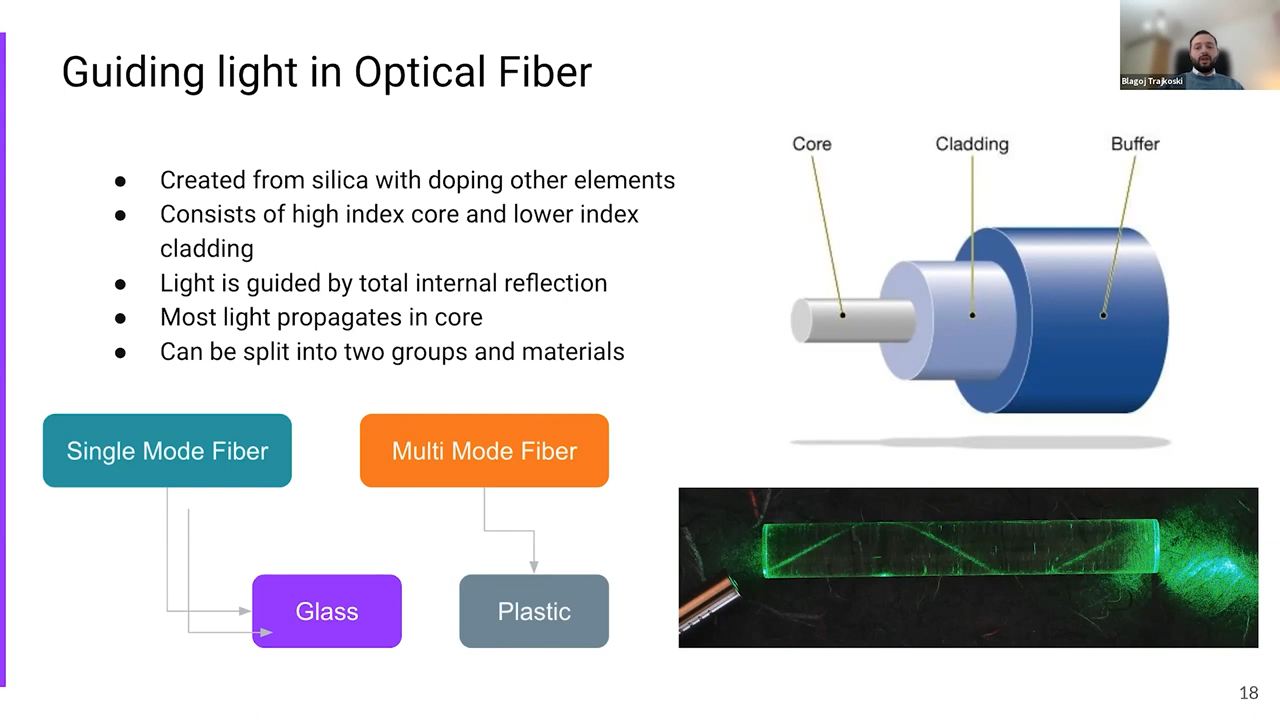 Guiding light in Optical Fiber
Blagoj Trajkoski
● Created from silica with doping other elements
● Consists of high index core and lower index
cladding
● Light is guided by total internal reflection
● Most light propagates in core
● Can be split into two groups and materials
Core
Cladding
Buffer
Single Mode Fiber
Multi Mode Fiber
Glass
Plastic
18